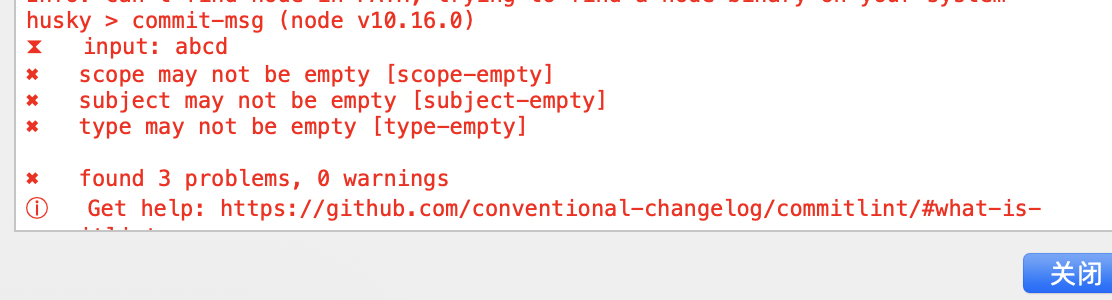 husky > commit-msg (node v10.16.0)
⧗ input: abcd
✖ scope may not be empty [scope-empty]
✖ subject may not be empty [subject-empty]
✖ type may not be empty [type-empty]
✖ found 3 problems, 0 warnings
ⓘ Get help: https://github.com/conventional-changelog/commitlint/#what-is-
关闭